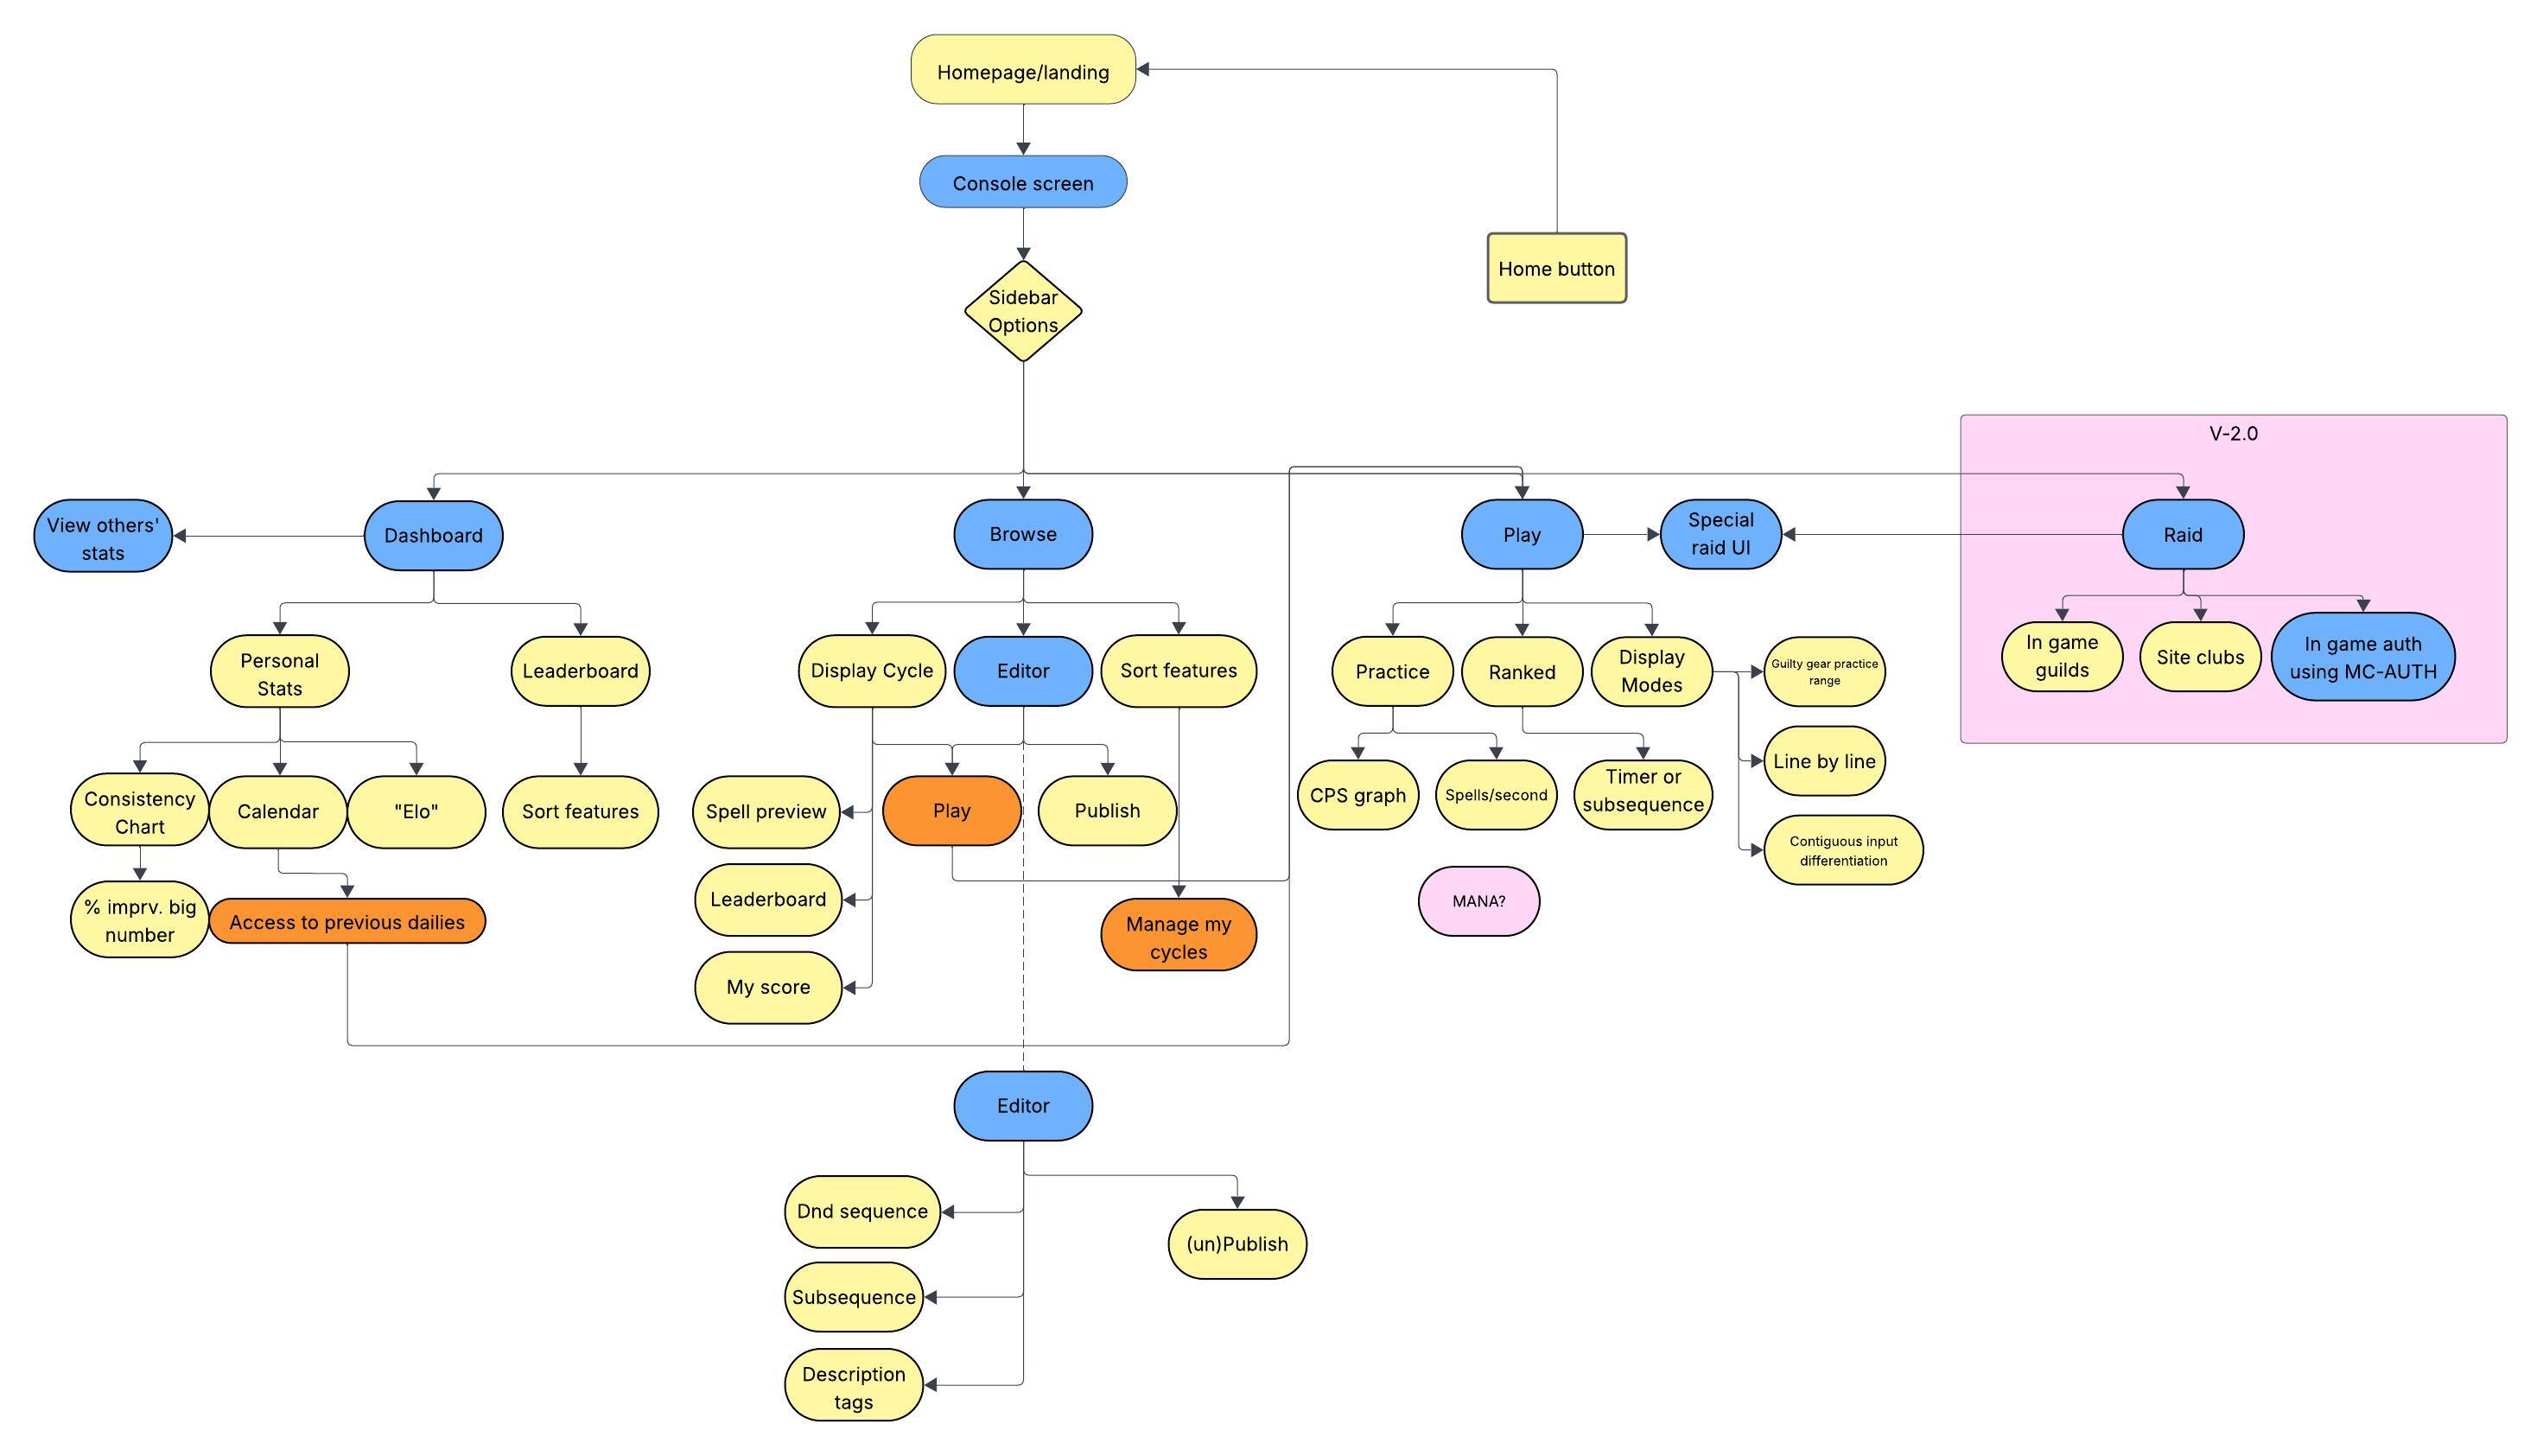 Homepage/landing
Console screen
Home button
Sidebar
Options
V-2.0
View others'
stats
Dashboard
Browse
Play
Special
raid UI
Raid
Personal
Stats
Leaderboard
Display Cycle
Editor
Sort features
Practice
Ranked
Display
Modes
Guilty gear practice
range
In game
guilds
Site clubs
In game auth
using MC-AUTH
Line by line
Consistency
Chart
Calendar
"Elo"
Sort features
Spell preview
Play
Publish
CPS graph
Spells/second
Timer or
subsequence
Contiguous input
differentiation
% imprv. big
number
Access to previous dailies
Leaderboard
Manage my
cycles
MANA?
My score
Editor
Dnd sequence
(un)Publish
Subsequence
Description
tags